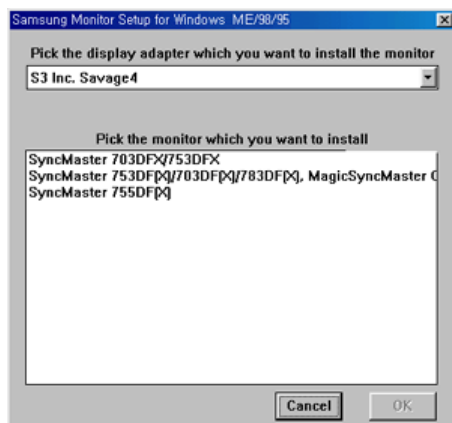 Samsung Monitor Setup for Windows ME/98/95
Pick the display adapter which you want to install the monitor
S3 Inc. Savage4
Pick the monitor which you want to install
SyncMaster 703DFX/753DFX
SyncMaster 753DF[X]/703DF[X]/783DF[X], MagicSyncMaster
SyncMaster 755DF[X]
Cancel
OK